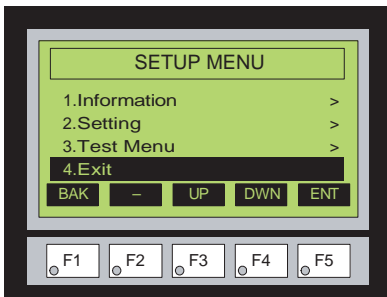 SETUP MENU
1.Information >
2.Setting >
3.Test Menu >
4.Exit
BAK – UP DWN ENT
F1 F2 F3 F4 F5